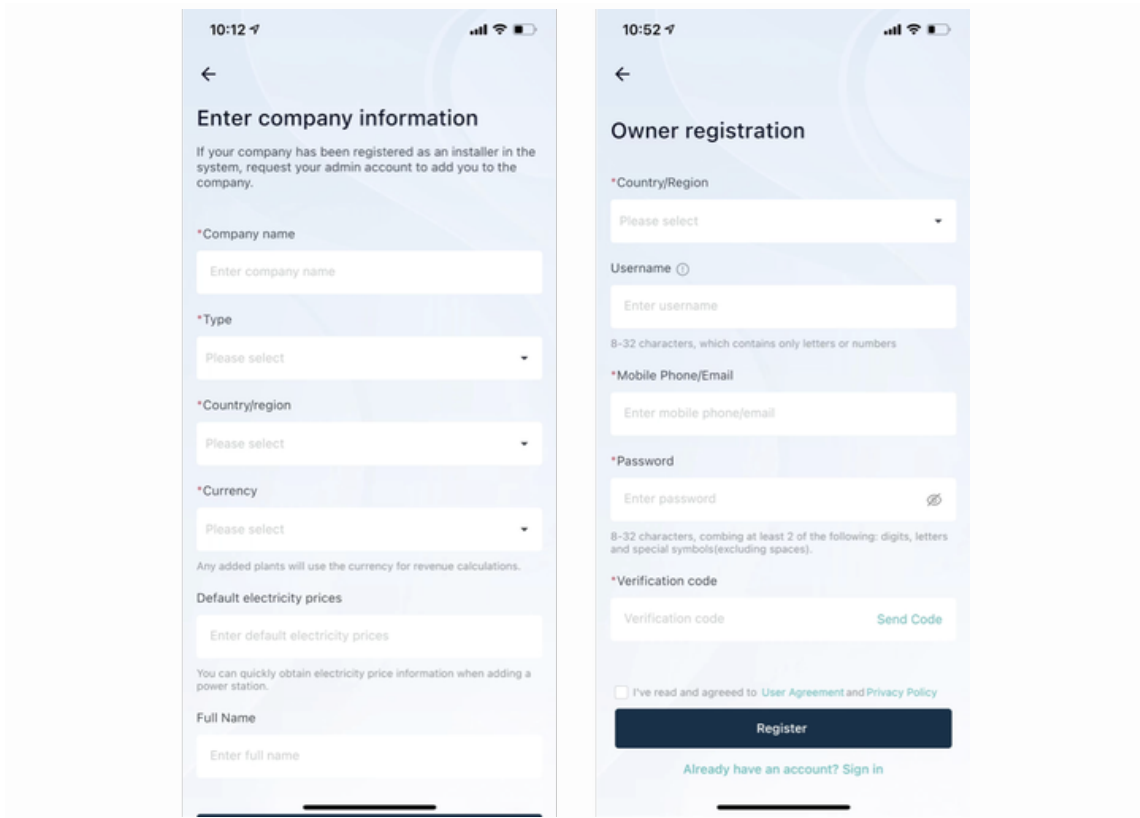 10:12
Enter company information
If your company has been registered as an installer in the
system, request your admin account to add you to the
company.
*Company name
Enter company name
*Type
Please select
*Country/region
Please select
*Currency
Please select
Any added plants will use the currency for revenue calculations.
Default electricity prices
Enter default electricity prices
You can quickly obtain electricity price information when adding a
power station.
Full Name
Enter full name
10:52
Owner registration
*Country/Region
Please select
Username
Enter username
8-32 characters, which contains only letters or numbers
*Mobile Phone/Email
Enter mobile phone/email
*Password
Enter password
8-32 characters, combing at least 2 of the following: digits, letters
and special symbols(excluding spaces).
*Verification code
Verification code Send Code
I've read and agreeed to User Agreement and Privacy Policy
Register
Already have an account? Sign in